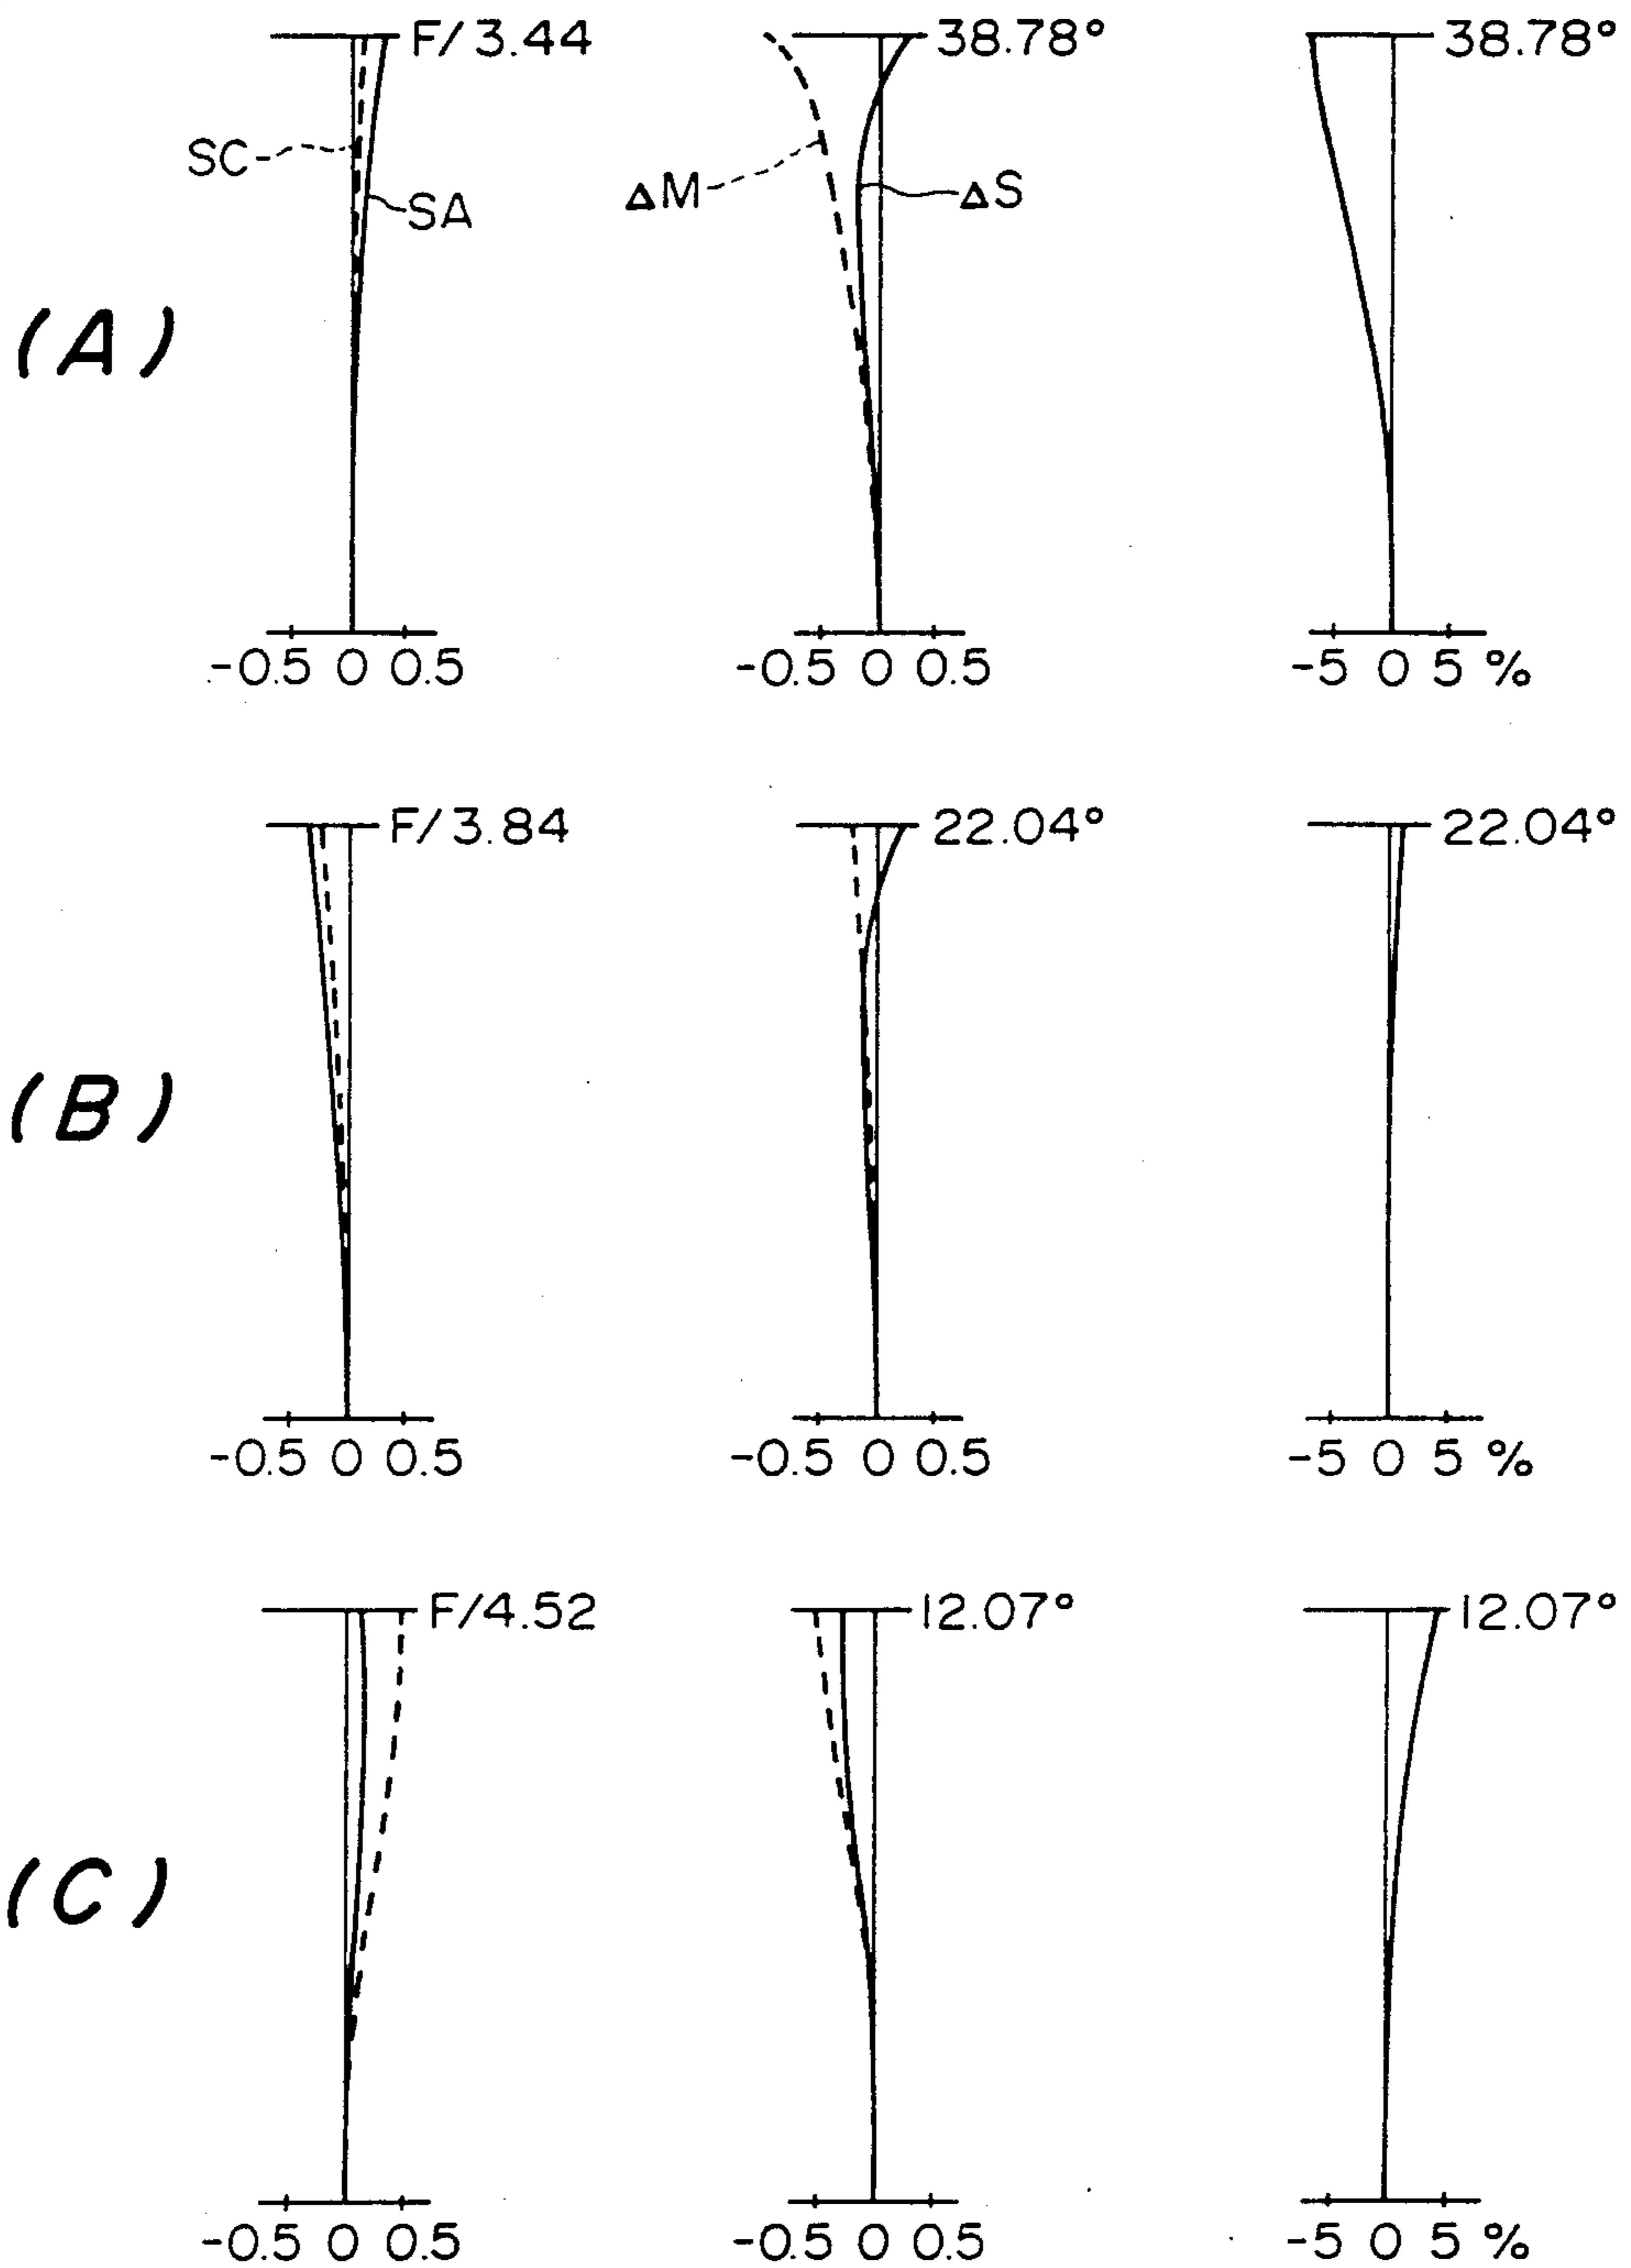 F/3.44 38.78° 38.78°
SC
SA
ΔM
ΔS
(A)
-0.5 0 0.5 -0.5 0 0.5 -5 0 5 %
F/3.84 22.04° 22.04°
(B)
-0.5 0 0.5 -0.5 0 0.5 -5 0 5 %
F/4.52 12.07° 12.07°
(C)
-0.5 0 0.5 -0.5 0 0.5 -5 0 5 %